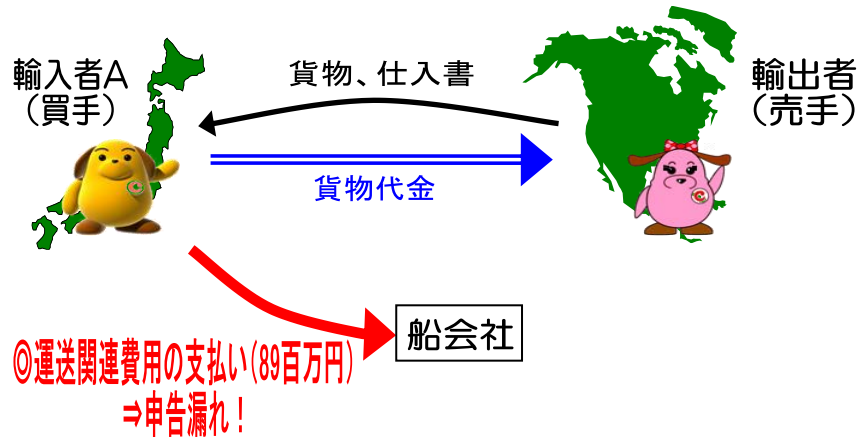 輸入者A
（買手）
貨物、仕入書
輸出者
（売手）
貨物代金
船会社
◎運送関連費用の支払い（89百万円）
⇒申告漏れ！